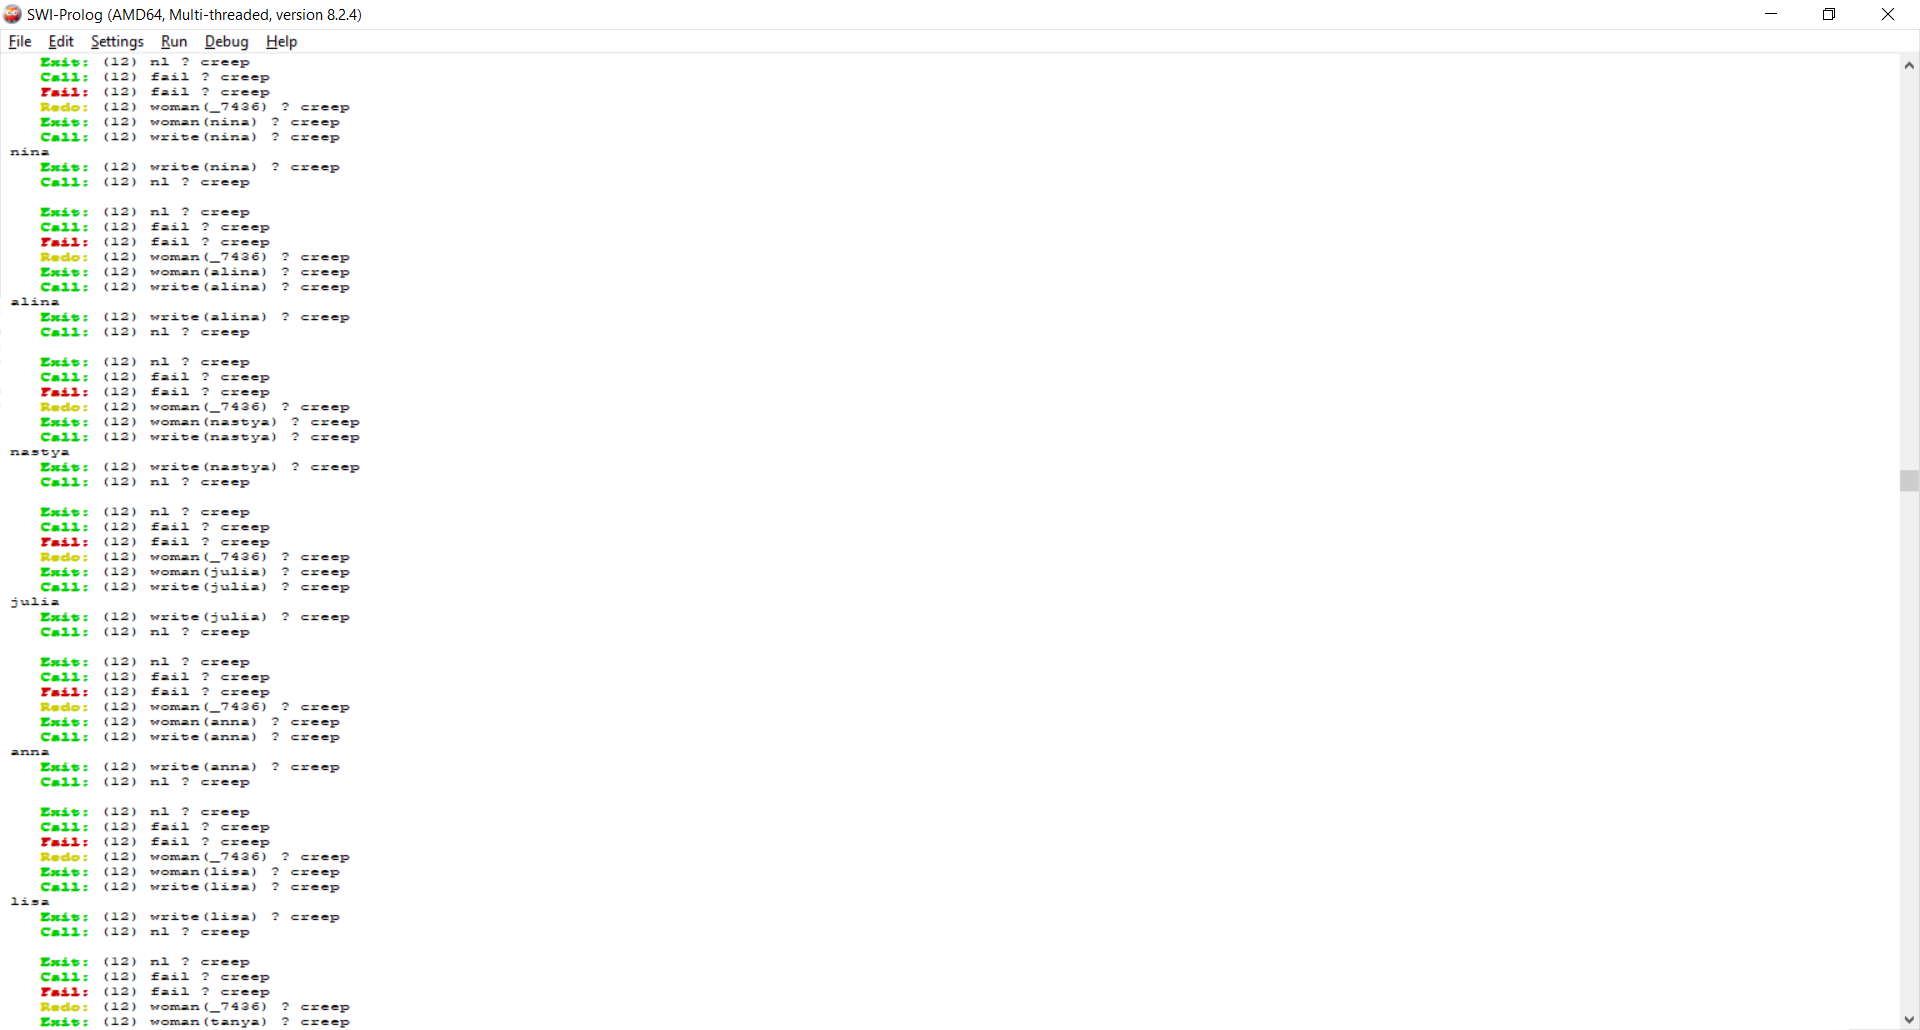 SWI-Prolog (AMD64, Multi-threaded, version 8.2.4)
File Edit Settings Run Debug Help
Exit: (12) nl ? creep
Call: (12) fail ? creep
Fail: (12) fail ? creep
Redo: (12) woman(_7436) ? creep
Exit: (12) woman(nina) ? creep
Call: (12) write(nina) ? creep
nina
Exit: (12) write(nina) ? creep
Call: (12) nl ? creep
Exit: (12) nl ? creep
Call: (12) fail ? creep
Fail: (12) fail ? creep
Redo: (12) woman(_7436) ? creep
Exit: (12) woman(alina) ? creep
Call: (12) write(alina) ? creep
alina
Exit: (12) write(alina) ? creep
Call: (12) nl ? creep
Exit: (12) nl ? creep
Call: (12) fail ? creep
Fail: (12) fail ? creep
Redo: (12) woman(_7436) ? creep
Exit: (12) woman(nastya) ? creep
Call: (12) write(nastya) ? creep
nastya
Exit: (12) write(nastya) ? creep
Call: (12) nl ? creep
Exit: (12) nl ? creep
Call: (12) fail ? creep
Fail: (12) fail ? creep
Redo: (12) woman(_7436) ? creep
Exit: (12) woman(julia) ? creep
Call: (12) write(julia) ? creep
julia
Exit: (12) write(julia) ? creep
Call: (12) nl ? creep
Exit: (12) nl ? creep
Call: (12) fail ? creep
Fail: (12) fail ? creep
Redo: (12) woman(_7436) ? creep
Exit: (12) woman(anna) ? creep
Call: (12) write(anna) ? creep
anna
Exit: (12) write(anna) ? creep
Call: (12) nl ? creep
Exit: (12) nl ? creep
Call: (12) fail ? creep
Fail: (12) fail ? creep
Redo: (12) woman(_7436) ? creep
Exit: (12) woman(lisa) ? creep
Call: (12) write(lisa) ? creep
lisa
Exit: (12) write(lisa) ? creep
Call: (12) nl ? creep
Exit: (12) nl ? creep
Call: (12) fail ? creep
Fail: (12) fail ? creep
Redo: (12) woman(_7436) ? creep
Exit: (12) woman(tanya) ? creep